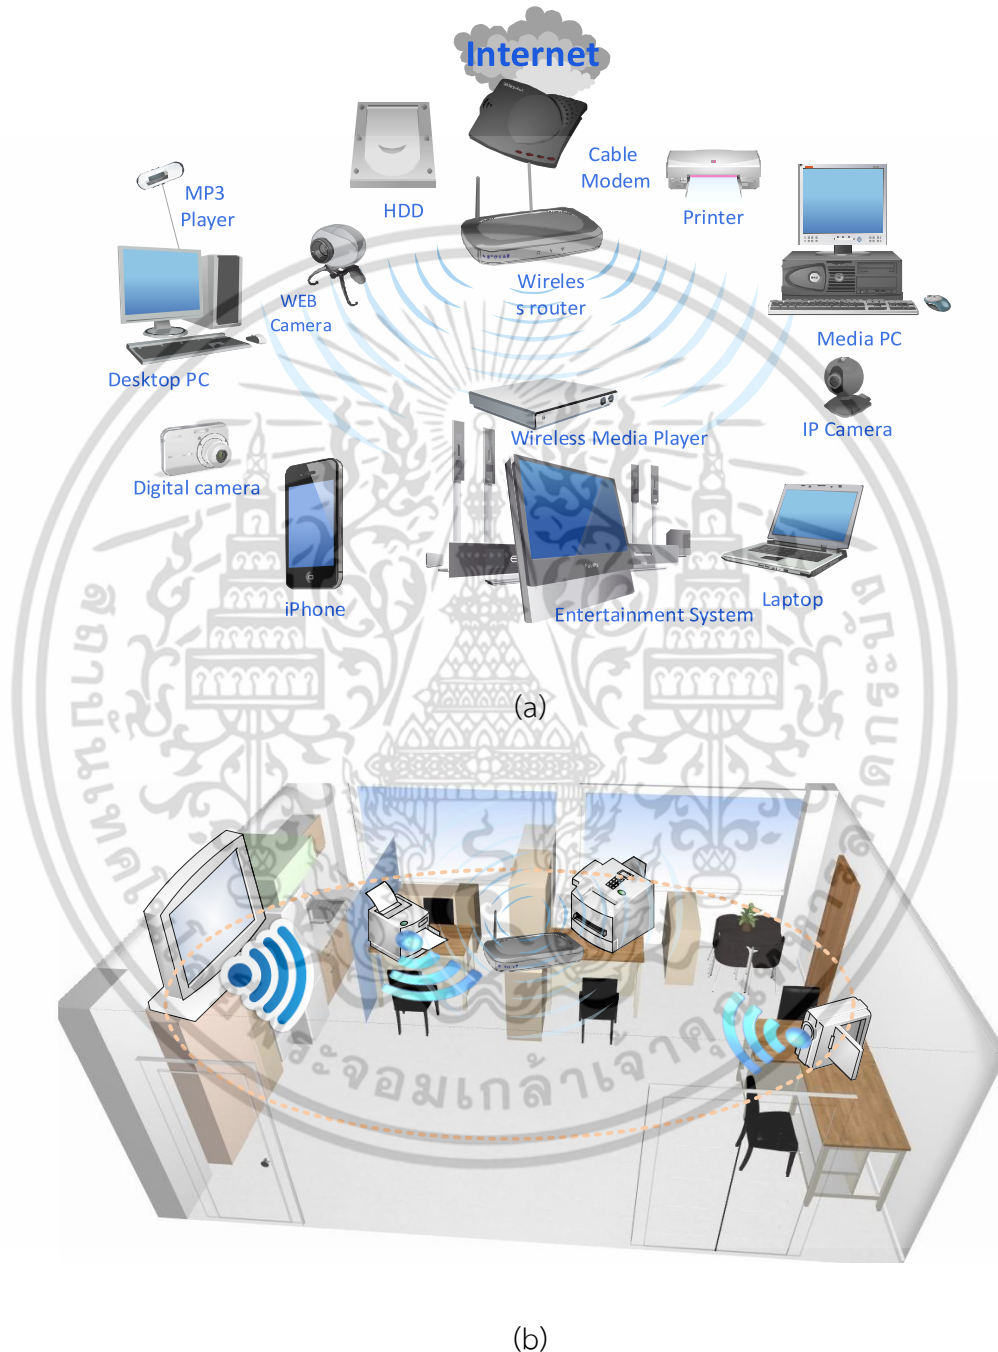 Internet
Cable
Modem
HDD
Printer
MP3
Player
Wireles
s router
WEB
Camera
Media PC
Desktop PC
IP Camera
Wireless Media Player
Digital camera
iPhone
Laptop
Entertainment System
(a)
(b)